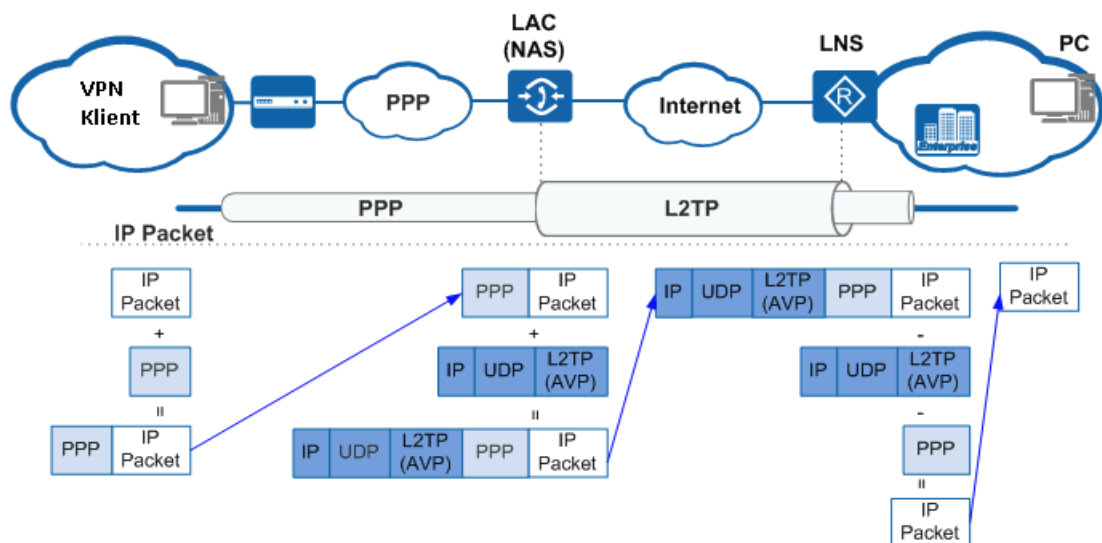 LAC
(NAS)
LNS
PC
VPN
Klient
PPP
Internet
R
Enterprise
PPP
L2TP
IP Packet
IP
Packet
PPP
IP
Packet
IP
UDP
L2TP
(AVP)
PPP
IP
Packet
IP
Packet
+
+
-
PPP
IP
UDP
L2TP
(AVP)
IP
UDP
L2TP
(AVP)
=
=
-
PPP
IP
Packet
IP
UDP
L2TP
(AVP)
PPP
IP
Packet
PPP
=
IP
Packet